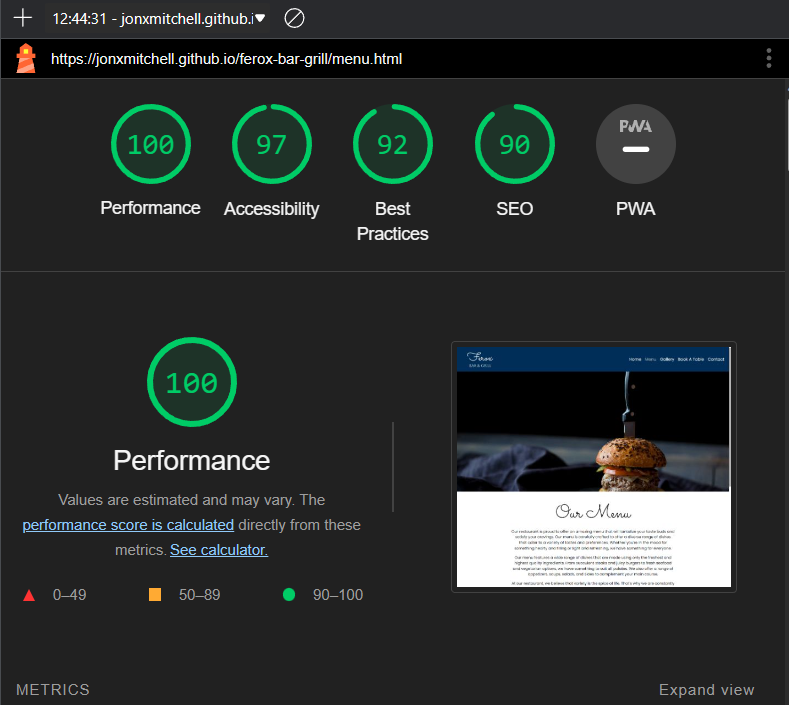 12:44:31 - jonxmitchell.github.i
https://jonxmitchell.github.io/ferox-bar-grill/menu.html
100
97
92
90
PWA
Performance
Accessibility
Best
Practices
SEO
PWA
100
Performance
Values are estimated and may vary. The
performance score is calculated directly from these
metrics. See calculator.
0–49
50–89
90–100
Ferox
BAR & GRILL
Home Menu Gallery Book A Table Contact
Our Menu
METRICS
Expand view